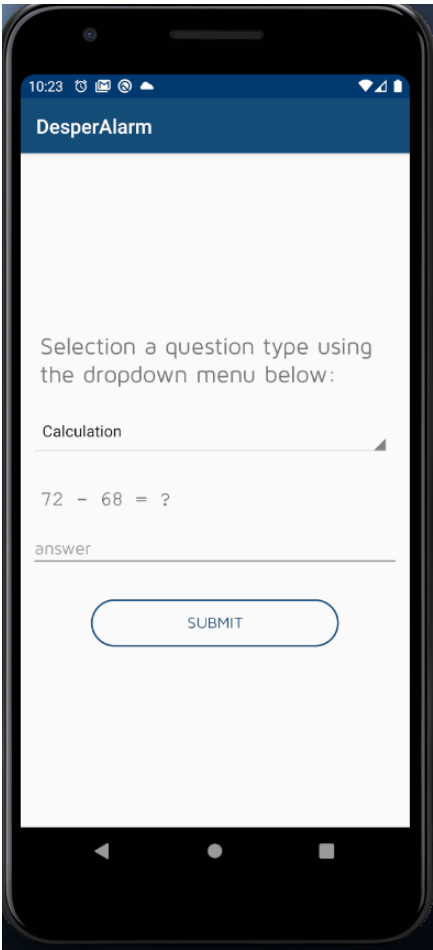 10:23
DesperAlarm
Selection a question type using
the dropdown menu below:
Calculation
72 - 68 = ?
answer
SUBMIT